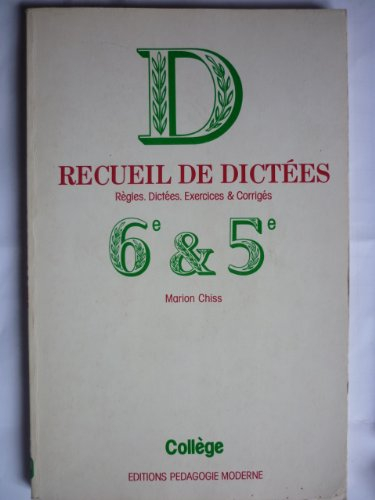 D
RECUEIL DE DICTÉES
Règles. Dictées. Exercices & Corrigés
6e & 5e
Marion Chiss
Collège
EDITIONS PEDAGOGIE MODERNE